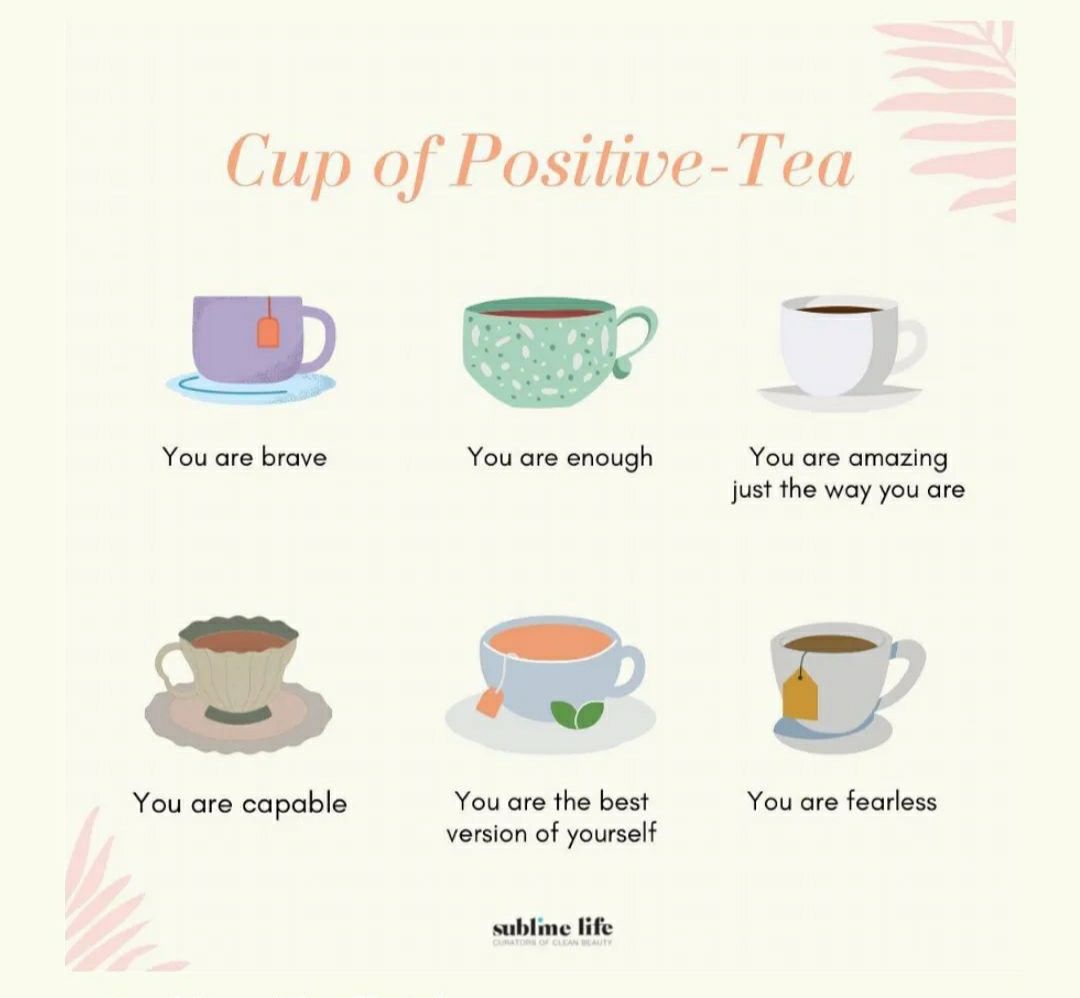 Cup of Positive-Tea
You are brave
You are enough
You are amazing
just the way you are
You are capable
You are the best
version of yourself
You are fearless
sublime life
CURATORS OF CLEAN BEAUTY